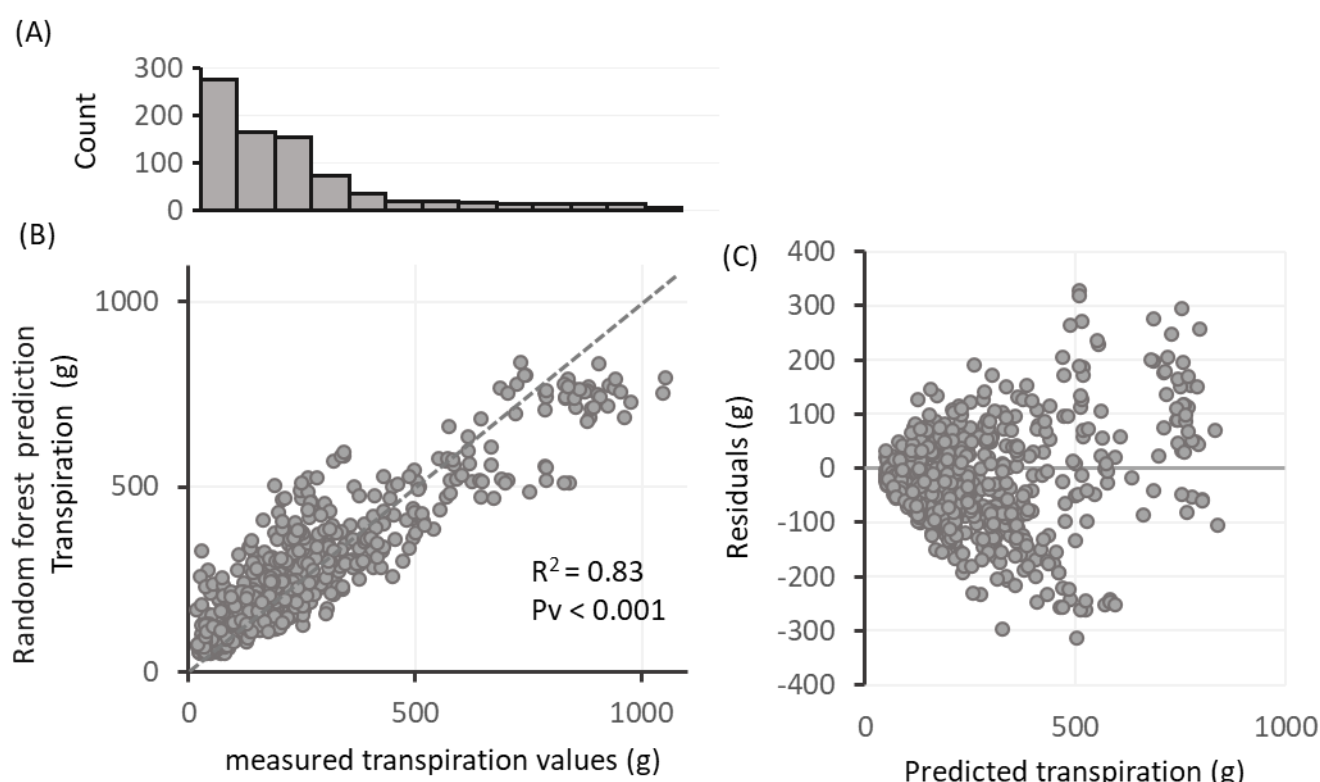 (A)
300
200
100
0
Count
(B)
1000
500
0
Random forest prediction
Transpiration (g)
R² = 0.83
Pv < 0.001
0 500 1000
measured transpiration values (g)
(C)
400
300
200
100
0
-100
-200
-300
-400
Residuals (g)
0 500 1000
Predicted transpiration (g)